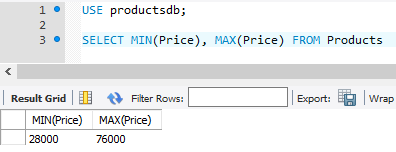 1 USE productsdb;
2
3 SELECT MIN(Price), MAX(Price) FROM Products
Result Grid Filter Rows: Export: Wrap
MIN(Price) MAX(Price)
28000 76000